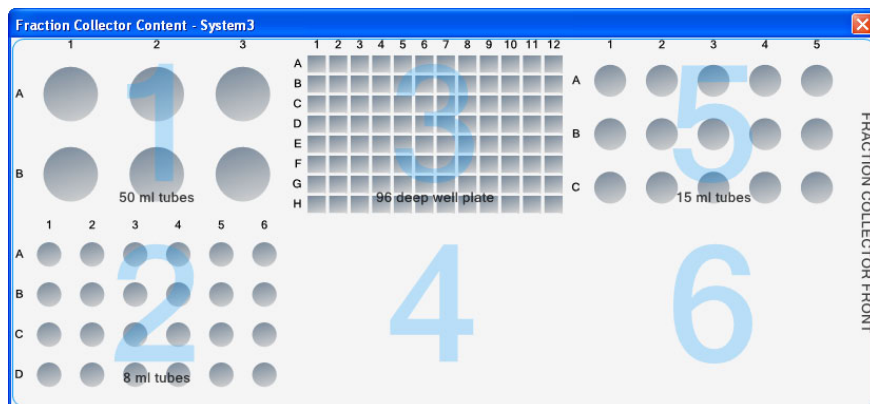 Fraction Collector Content - System3
1 2 3
A
1
B
50 ml tubes
1 2 3 4 5 6 7 8 9 10 11 12
A
B
C
D
E
F
G
H
3
96 deep well plate
1 2 3 4 5
A
B
C
5
15 ml tubes
FRACTION COLLECTOR FRONT
1 2 3 4 5 6
A
B
C
D
2
8 ml tubes
4
6